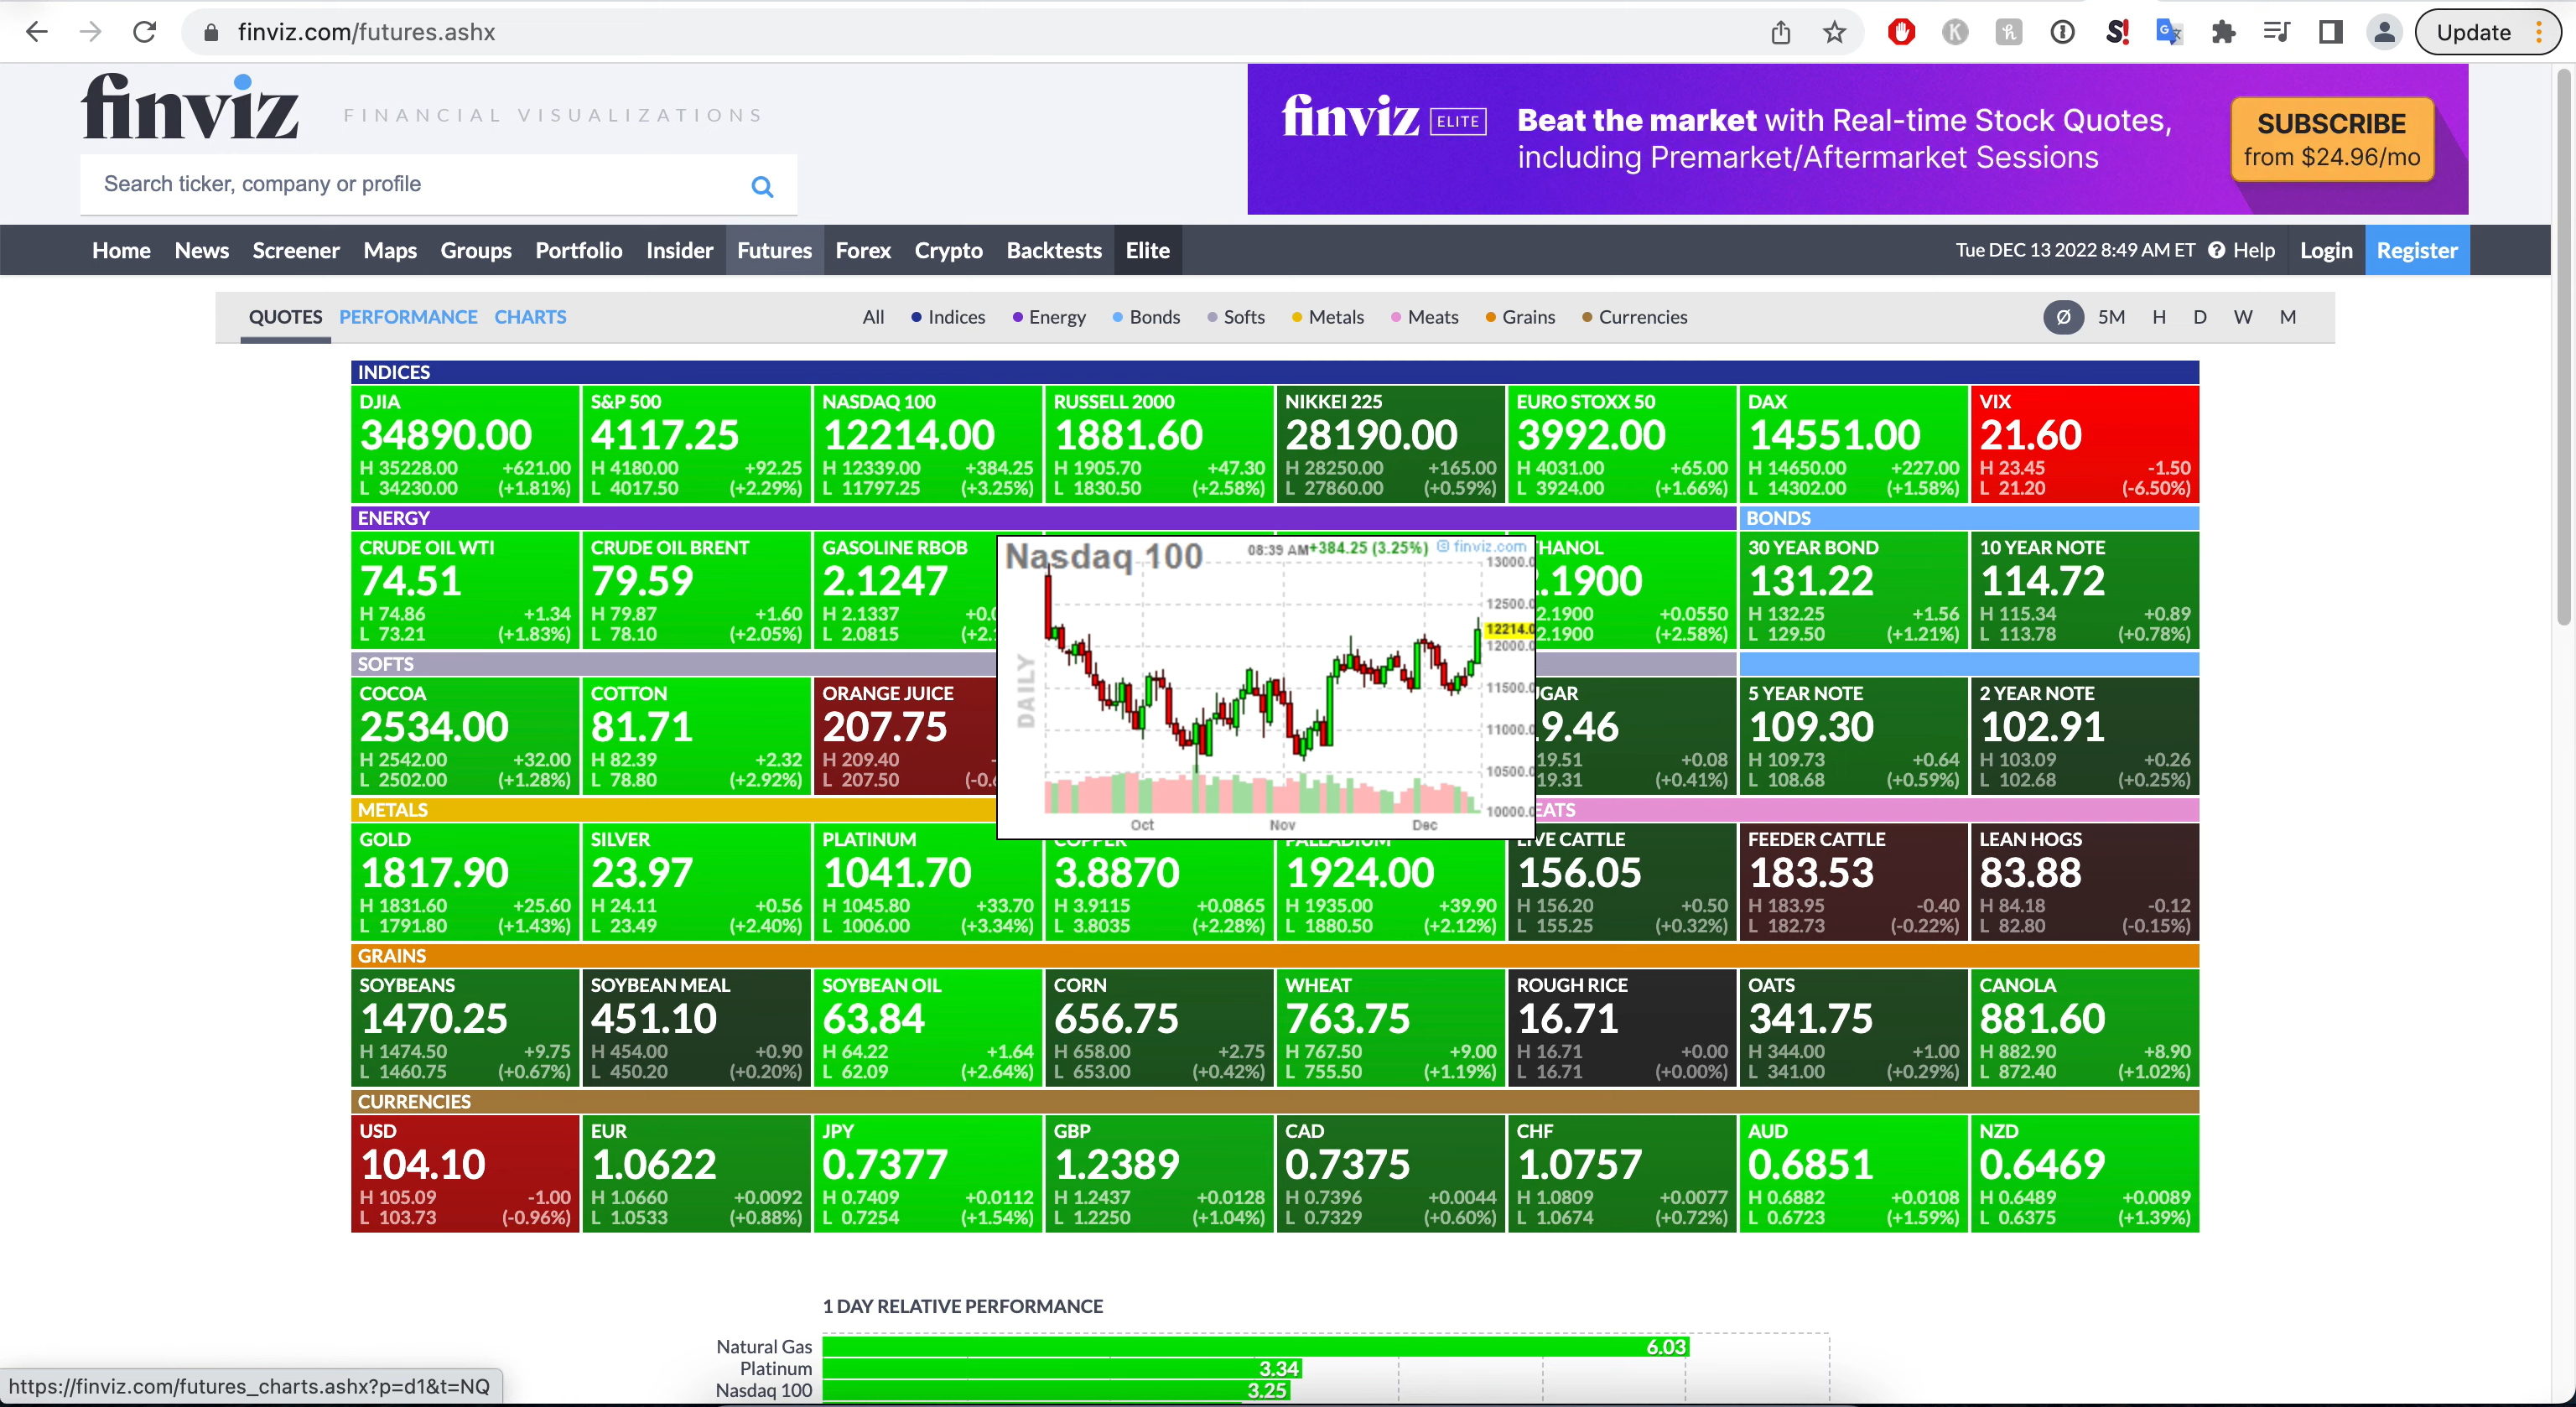 finviz.com/futures.ashx
Update
finviz
FINANCIAL VISUALIZATIONS
Search ticker, company or profile
finviz ELITE
Beat the market with Real-time Stock Quotes,
including Premarket/Aftermarket Sessions
SUBSCRIBE
from $24.96/mo
Home News Screener Maps Groups Portfolio Insider Futures Forex Crypto Backtests Elite
Tue DEC 13 2022 8:49 AM ET Help Login Register
QUOTES PERFORMANCE CHARTS
All Indices Energy Bonds Softs Metals Meats Grains Currencies
Ø 5M H D W M
INDICES
DJIA
34890.00
H 35228.00 +621.00
L 34230.00 (+1.81%)
S&P 500
4117.25
H 4180.00 +92.25
L 4017.50 (+2.29%)
NASDAQ 100
12214.00
H 12339.00 +384.25
L 11797.25 (+3.25%)
RUSSELL 2000
1881.60
H 1905.70 +47.30
L 1830.50 (+2.58%)
NIKKEI 225
28190.00
H 28250.00 +165.00
L 27860.00 (+0.59%)
EURO STOXX 50
3992.00
H 4031.00 +65.00
L 3924.00 (+1.66%)
DAX
14551.00
H 14650.00 +227.00
L 14302.00 (+1.58%)
VIX
21.60
H 23.45 -1.50
L 21.20 (-6.50%)
ENERGY
CRUDE OIL WTI
74.51
H 74.86 +1.34
L 73.21 (+1.83%)
CRUDE OIL BRENT
79.59
H 79.87 +1.60
L 78.10 (+2.05%)
GASOLINE RBOB
2.1247
H 2.1337
L 2.0815
Nasdaq 100
08:39 AM +384.25 (3.25%) © finviz.com
DAILY
13000.0
12500.0
12214.0
12000.0
11500.0
11000.0
10500.0
10000.0
Oct Nov Dec
HANOL
.1900
2.1900 +0.0550
2.1900 (+2.58%)
BONDS
30 YEAR BOND
131.22
H 132.25 +1.56
L 129.50 (+1.21%)
10 YEAR NOTE
114.72
H 115.34 +0.89
L 113.78 (+0.78%)
SOFTS
COCOA
2534.00
H 2542.00 +32.00
L 2502.00 (+1.28%)
COTTON
81.71
H 82.39 +2.32
L 78.80 (+2.92%)
ORANGE JUICE
207.75
H 209.40
L 207.50
GAR
9.46
19.51 +0.08
19.31 (+0.41%)
5 YEAR NOTE
109.30
H 109.73 +0.64
L 108.68 (+0.59%)
2 YEAR NOTE
102.91
H 103.09 +0.26
L 102.68 (+0.25%)
METALS
GOLD
1817.90
H 1831.60 +25.60
L 1791.80 (+1.43%)
SILVER
23.97
H 24.11 +0.56
L 23.49 (+2.40%)
PLATINUM
1041.70
H 1045.80 +33.70
L 1006.00 (+3.34%)
COPPER
3.8870
H 3.9115 +0.0865
L 3.8035 (+2.28%)
PALLADIUM
1924.00
H 1935.00 +39.90
L 1880.50 (+2.12%)
EATS
LIVE CATTLE
156.05
H 156.20 +0.50
L 155.25 (+0.32%)
FEEDER CATTLE
183.53
H 183.95 -0.40
L 182.73 (-0.22%)
LEAN HOGS
83.88
H 84.18 -0.12
L 82.80 (-0.15%)
GRAINS
SOYBEANS
1470.25
H 1474.50 +9.75
L 1460.75 (+0.67%)
SOYBEAN MEAL
451.10
H 454.00 +0.90
L 450.20 (+0.20%)
SOYBEAN OIL
63.84
H 64.22 +1.64
L 62.09 (+2.64%)
CORN
656.75
H 658.00 +2.75
L 653.00 (+0.42%)
WHEAT
763.75
H 767.50 +9.00
L 755.50 (+1.19%)
ROUGH RICE
16.71
H 16.71 +0.00
L 16.71 (+0.00%)
OATS
341.75
H 344.00 +1.00
L 341.00 (+0.29%)
CANOLA
881.60
H 882.90 +8.90
L 872.40 (+1.02%)
CURRENCIES
USD
104.10
H 105.09 -1.00
L 103.73 (-0.96%)
EUR
1.0622
H 1.0660 +0.0092
L 1.0533 (+0.88%)
JPY
0.7377
H 0.7409 +0.0112
L 0.7254 (+1.54%)
GBP
1.2389
H 1.2437 +0.0128
L 1.2250 (+1.04%)
CAD
0.7375
H 0.7396 +0.0044
L 0.7329 (+0.60%)
CHF
1.0757
H 1.0809 +0.0077
L 1.0674 (+0.72%)
AUD
0.6851
H 0.6882 +0.0108
L 0.6723 (+1.59%)
NZD
0.6469
H 0.6489 +0.0089
L 0.6375 (+1.39%)
1 DAY RELATIVE PERFORMANCE
Natural Gas 6.03
Platinum 3.34
Nasdaq 100 3.25
https://finviz.com/futures_charts.ashx?p=d1&t=NQ